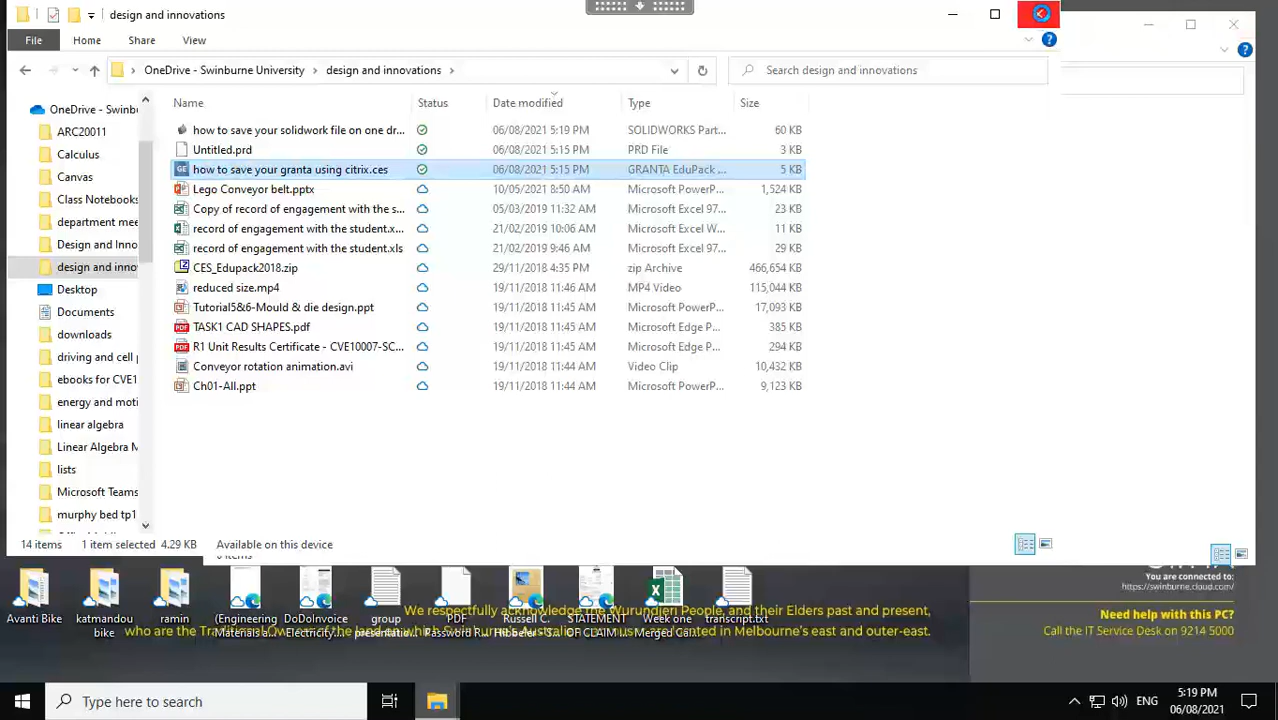 design and innovations
File Home Share View
OneDrive - Swinburne University > design and innovations >
Search design and innovations
Name Status Date modified Type Size
OneDrive - Swinb
ARC20011
Calculus
Canvas
Class Notebooks
department mee
Design and Inno
design and inno
Desktop
Documents
downloads
driving and cell p
ebooks for CVE1
energy and moti
linear algebra
Linear Algebra M
lists
Microsoft Teams
murphy bed tp1
how to save your solidwork file on one dr... 06/08/2021 5:19 PM SOLIDWORKS Part... 60 KB
Untitled.prd 06/08/2021 5:15 PM PRD File 3 KB
how to save your granta using citrix.ces 06/08/2021 5:15 PM GRANTA EduPack ... 5 KB
Lego Conveyor belt.pptx 10/05/2021 8:50 AM Microsoft PowerP... 1,524 KB
Copy of record of engagement with the s... 05/03/2019 11:32 AM Microsoft Excel 97... 23 KB
record of engagement with the student.x... 21/02/2019 10:06 AM Microsoft Excel W... 11 KB
record of engagement with the student.xls 21/02/2019 9:46 AM Microsoft Excel 97... 29 KB
CES_Edupack2018.zip 29/11/2018 4:35 PM zip Archive 466,654 KB
reduced size.mp4 19/11/2018 11:46 AM MP4 Video 115,044 KB
Tutorial5&6-Mould & die design.ppt 19/11/2018 11:45 AM Microsoft PowerP... 17,093 KB
TASK1 CAD SHAPES.pdf 19/11/2018 11:45 AM Microsoft Edge P... 385 KB
R1 Unit Results Certificate - CVE10007-SC... 19/11/2018 11:45 AM Microsoft Edge P... 294 KB
Conveyor rotation animation.avi 19/11/2018 11:44 AM Video Clip 10,432 KB
Ch01-All.ppt 19/11/2018 11:44 AM Microsoft PowerP... 9,123 KB
14 items 1 item selected 4.29 KB Available on this device
You are connected to:
https://swinburne.cloud.com/
Need help with this PC?
Call the IT Service Desk on 9214 5000
We respectfully acknowledge the Wurundjeri People, and their Elders past and present,
who are the Traditional
Melbourne's east and outer-east.
Avanti Bike
katmandou bike
ramin
(Engineering
DoDoInvoice
group
PDF
Russell C.
STATEMENT
Week one
transcript.txt
Type here to search
ENG
5:19 PM
06/08/2021